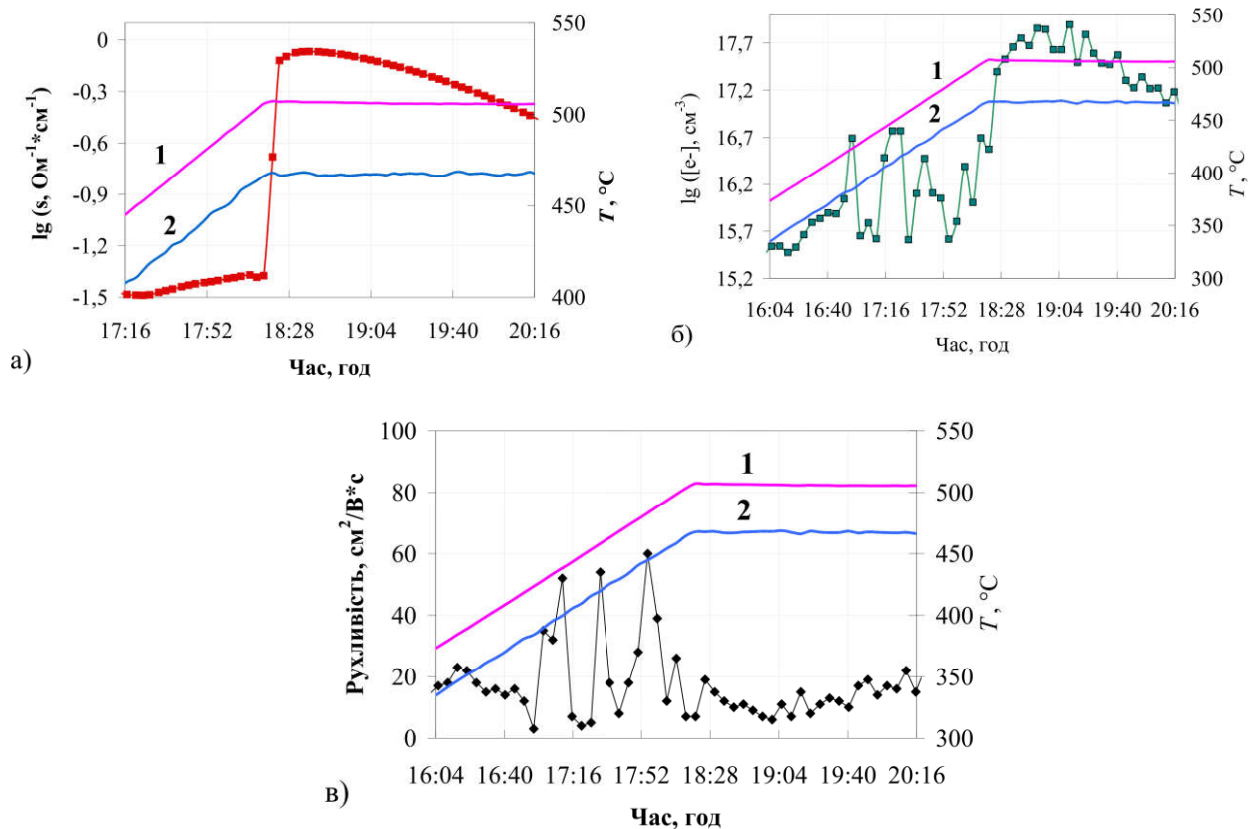 lg (s, Ом⁻¹*см⁻¹)
0
-0,3
-0,6
-0,9
-1,2
-1,5
1
2
550
500
450
400
T, °C
17:16 17:52 18:28 19:04 19:40 20:16
Час, год
а)
lg ([e-], см⁻³)
17,7
17,2
16,7
16,2
15,7
15,2
1
2
550
500
450
400
350
300
T, °C
16:04 16:40 17:16 17:52 18:28 19:04 19:40 20:16
Час, год
б)
Рухливість, см²/В*с
100
80
60
40
20
0
1
2
550
500
450
400
350
300
T, °C
16:04 16:40 17:16 17:52 18:28 19:04 19:40 20:16
Час, год
в)